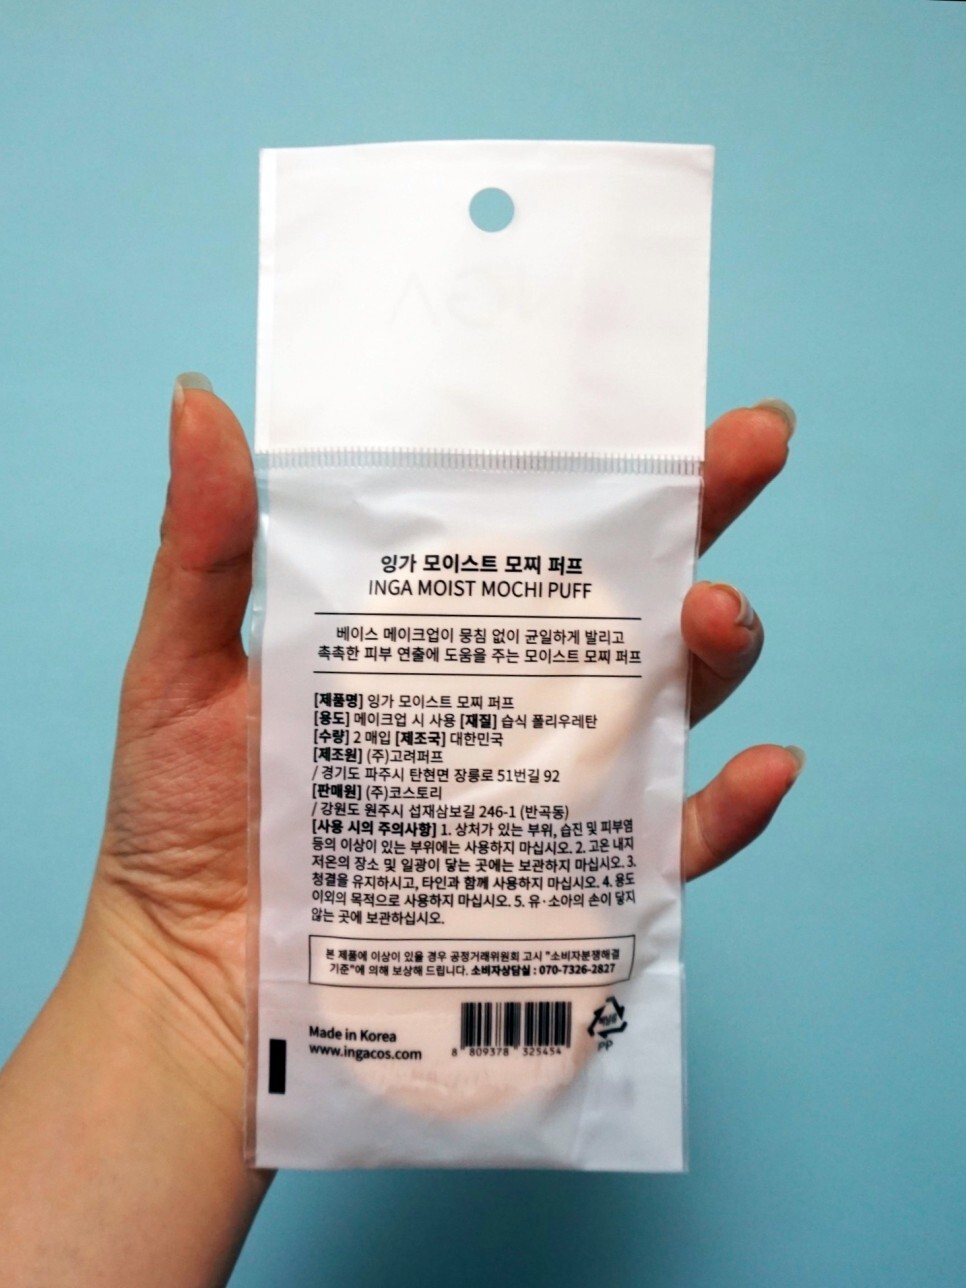 INGA
잉가 모이스트 모찌 퍼프
INGA MOIST MOCHI PUFF
베이스 메이크업이 뭉침 없이 균일하게 발리고
촉촉한 피부 연출에 도움을 주는 모이스트 모찌 퍼프
[제품명] 잉가 모이스트 모찌 퍼프
[용도] 메이크업 시 사용 [재질] 습식 폴리우레탄
[수량] 2 매입 [제조국] 대한민국
[제조원] (주)고려퍼프
/ 경기도 파주시 탄현면 장릉로 51번길 92
[판매원] (주)코스토리
/ 강원도 원주시 섭재삼보길 246-1 (반곡동)
[사용 시의 주의사항] 1. 상처가 있는 부위, 습진 및 피부염
등의 이상이 있는 부위에는 사용하지 마십시오. 2. 고온 내지
저온의 장소 및 일광이 닿는 곳에는 보관하지 마십시오. 3.
청결을 유지하시고, 타인과 함께 사용하지 마십시오. 4. 용도
이외의 목적으로 사용하지 마십시오. 5. 유·소아의 손이 닿지
않는 곳에 보관하십시오.
본 제품에 이상이 있을 경우 공정거래위원회 고시 "소비자분쟁해결
기준"에 의해 보상해 드립니다. 소비자상담실 : 070-7326-2827
Made in Korea
www.ingacos.com
8 809378 325454
PP